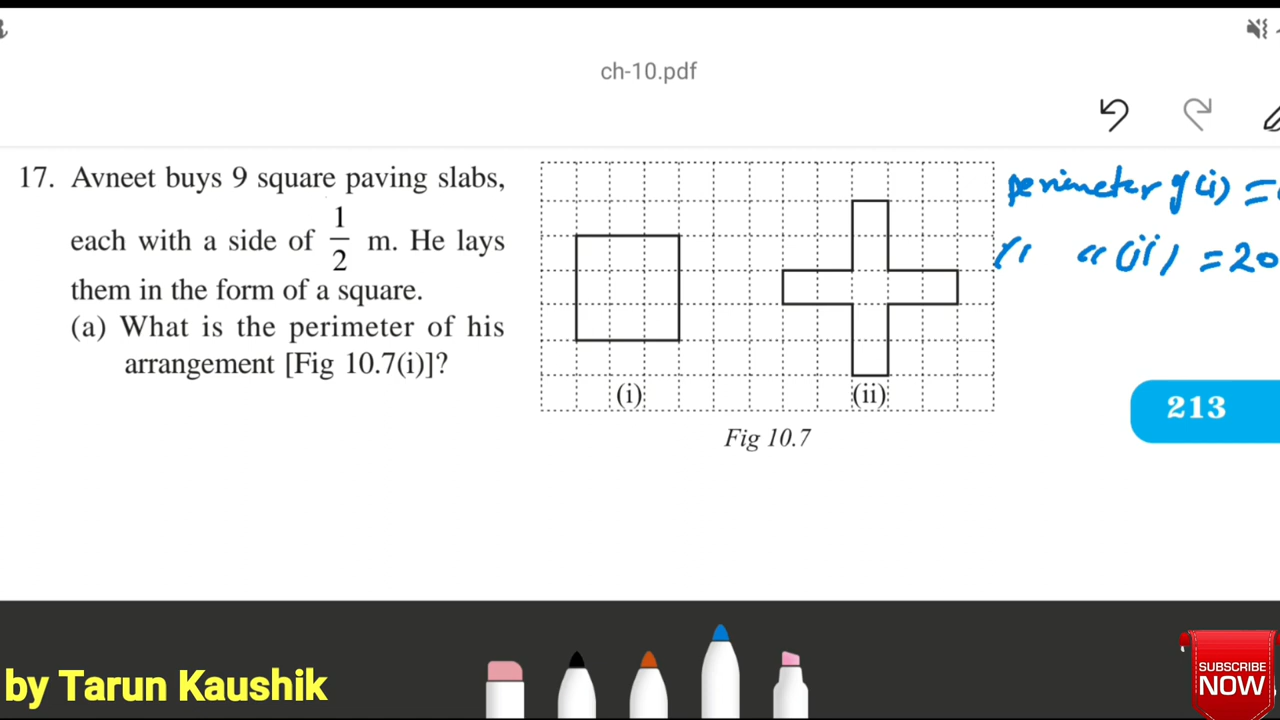 ch-10.pdf
17. Avneet buys 9 square paving slabs,
each with a side of 1/2 m. He lays
them in the form of a square.
(a) What is the perimeter of his
arrangement [Fig 10.7(i)]?
(i)
(ii)
Fig 10.7
perimeter of (i) =
〃 〃 (ii) = 20
213
by Tarun Kaushik
SUBSCRIBE
NOW